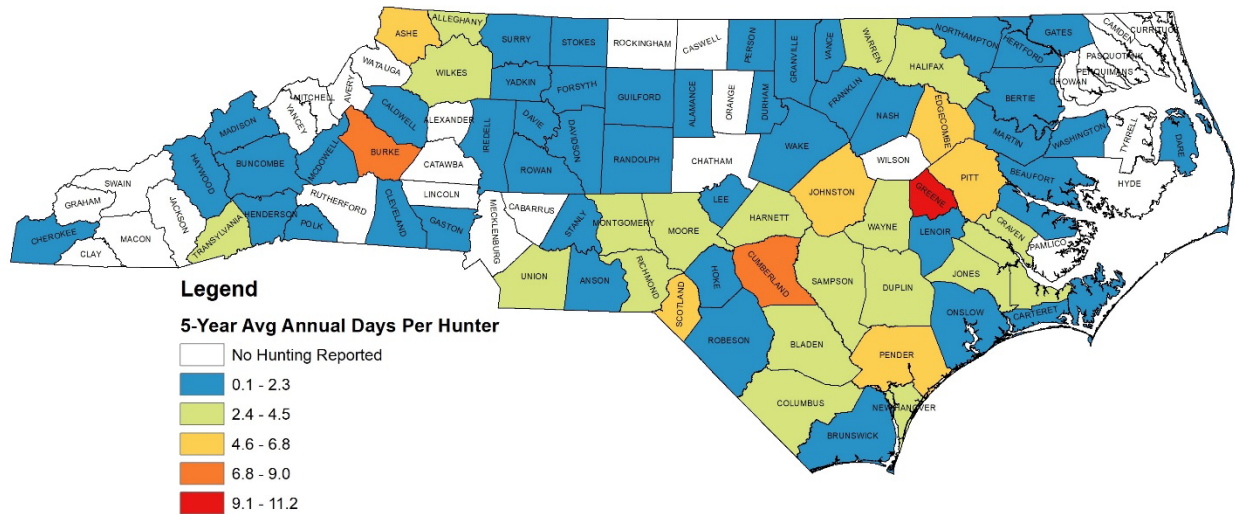 ASHE
ALLEGHANY
SURRY
STOKES
ROCKINGHAM
CASWELL
PERSON
GRANVILLE
VANCE
WARREN
NORTHAMPTON
HERTFORD
GATES
CAMDEN
CURRITUCK
PASQUOTANK
PERQUIMANS
CHOWAN
HALIFAX
WATAUGA
WILKES
YADKIN
FORSYTH
GUILFORD
ALAMANCE
ORANGE
DURHAM
FRANKLIN
NASH
EDGECOMBE
BERTIE
MARTIN
WASHINGTON
TYRRELL
DARE
MITCHELL
AVERY
YANCEY
CALDWELL
ALEXANDER
IREDELL
DAVIE
DAVIDSON
RANDOLPH
CHATHAM
WAKE
WILSON
PITT
BEAUFORT
HYDE
MADISON
HAYWOOD
BUNCOMBE
MCDOWELL
BURKE
CATAWBA
ROWAN
LINCOLN
RUTHERFORD
CLEVELAND
GASTON
MECKLENBURG
CABARRUS
STANLY
MONTGOMERY
MOORE
LEE
HARNETT
JOHNSTON
WAYNE
GREENE
LENOIR
CRAVEN
PAMLICO
JONES
SWAIN
GRAHAM
CHEROKEE
CLAY
MACON
JACKSON
TRANSYLVANIA
HENDERSON
POLK
UNION
ANSON
RICHMOND
SCOTLAND
HOKE
CUMBERLAND
SAMPSON
DUPLIN
ONSLOW
CARTERET
ROBESON
BLADEN
PENDER
COLUMBUS
NEW HANOVER
BRUNSWICK
Legend
5-Year Avg Annual Days Per Hunter
No Hunting Reported
0.1 - 2.3
2.4 - 4.5
4.6 - 6.8
6.8 - 9.0
9.1 - 11.2